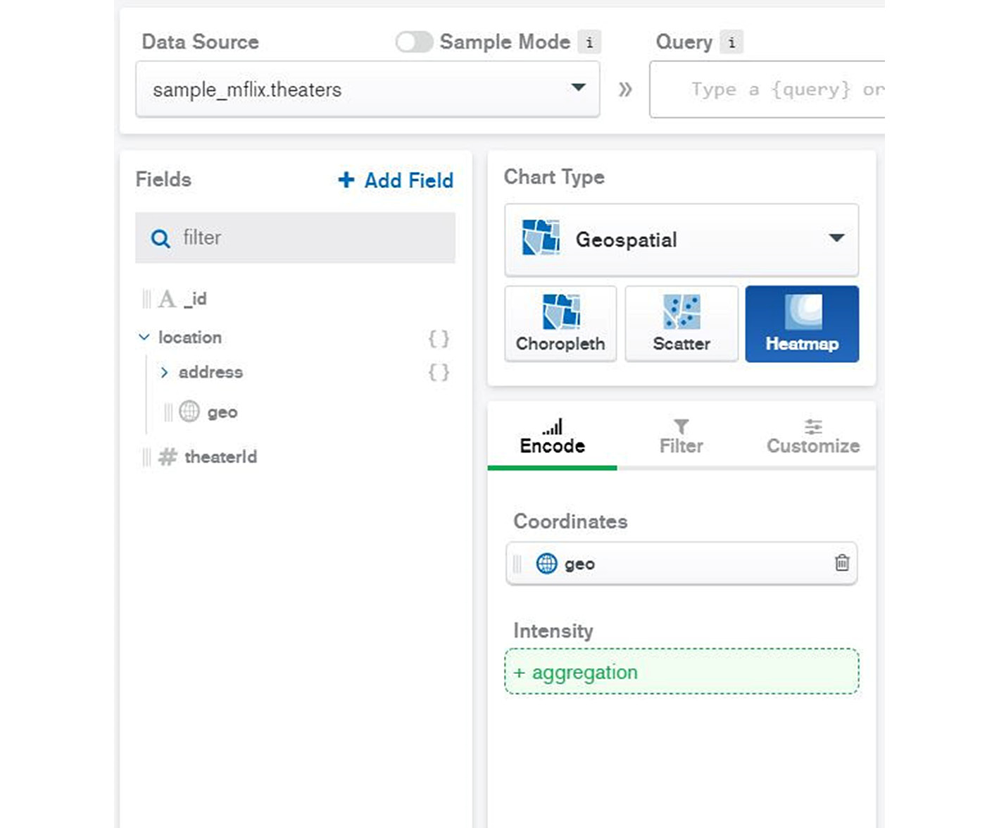 Data Source
Sample Mode i
Query i
sample_mflix.theaters
»
Type a {query} or
Fields
+ Add Field
filter
A _id
location { }
address { }
geo
# theaterId
Chart Type
Geospatial
Choropleth
Scatter
Heatmap
Encode
Filter
Customize
Coordinates
geo
Intensity
+ aggregation